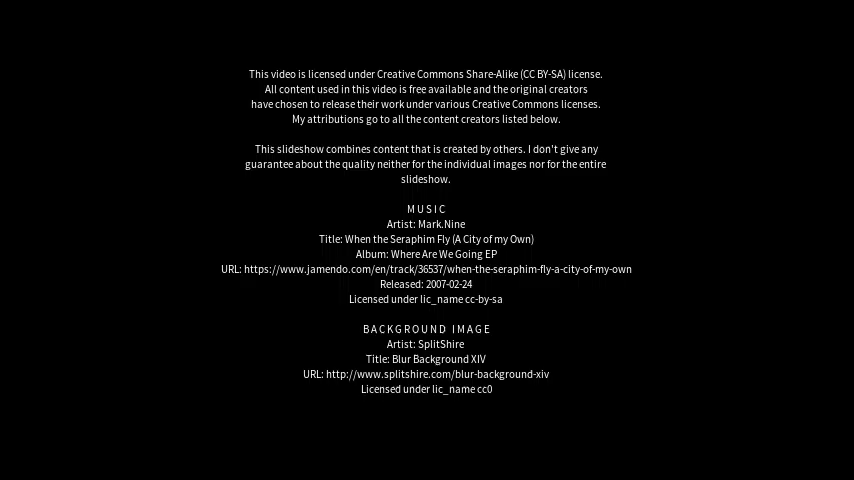 This video is licensed under Creative Commons Share-Alike (CC BY-SA) license.
All content used in this video is free available and the original creators
have chosen to release their work under various Creative Commons licenses.
My attributions go to all the content creators listed below.
This slideshow combines content that is created by others. I don't give any
guarantee about the quality neither for the individual images nor for the entire
slideshow.
MUSIC
Artist: Mark.Nine
Title: When the Seraphim Fly (A City of my Own)
Album: Where Are We Going EP
URL: https://www.jamendo.com/en/track/36537/when-the-seraphim-fly-a-city-of-my-own
Released: 2007-02-24
Licensed under lic_name cc-by-sa
BACKGROUND IMAGE
Artist: SplitShire
Title: Blur Background XIV
URL: http://www.splitshire.com/blur-background-xiv
Licensed under lic_name cc0